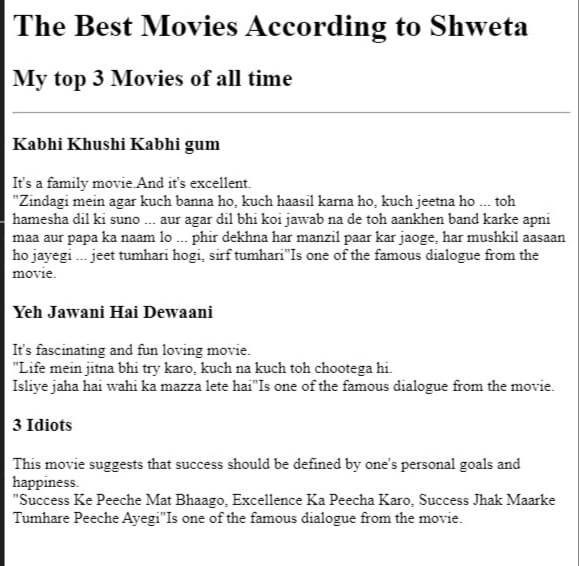 The Best Movies According to Shweta
My top 3 Movies of all time
Kabhi Khushi Kabhi gum
It's a family movie.And it's excellent.
"Zindagi mein agar kuch banna ho, kuch haasil karna ho, kuch jeetna ho ... toh
hamesha dil ki suno ... aur agar dil bhi koi jawab na de toh aankhen band karke apni
maa aur papa ka naam lo ... phir dekhna har manzil paar kar jaoge, har mushkil aasaan
ho jayegi ... jeet tumhari hogi, sirf tumhari"Is one of the famous dialogue from the
movie.
Yeh Jawani Hai Dewaani
It's fascinating and fun loving movie.
"Life mein jitna bhi try karo, kuch na kuch toh chootega hi.
Isliye jaha hai wahi ka mazza lete hai"Is one of the famous dialogue from the movie.
3 Idiots
This movie suggests that success should be defined by one's personal goals and
happiness.
"Success Ke Peeche Mat Bhaago, Excellence Ka Peecha Karo, Success Jhak Maarke
Tumhare Peeche Ayegi"Is one of the famous dialogue from the movie.